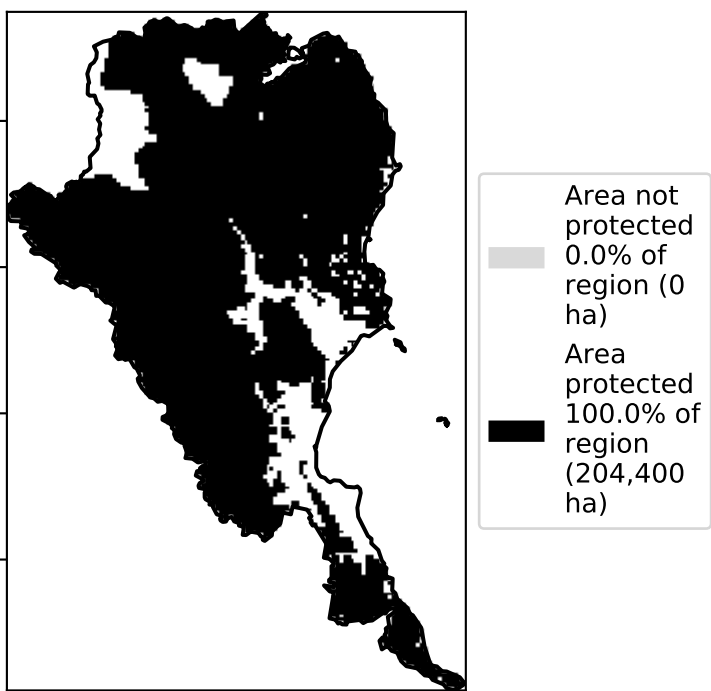 Area not
protected
0.0% of
region (0
ha)
Area
protected
100.0% of
region
(204,400
ha)